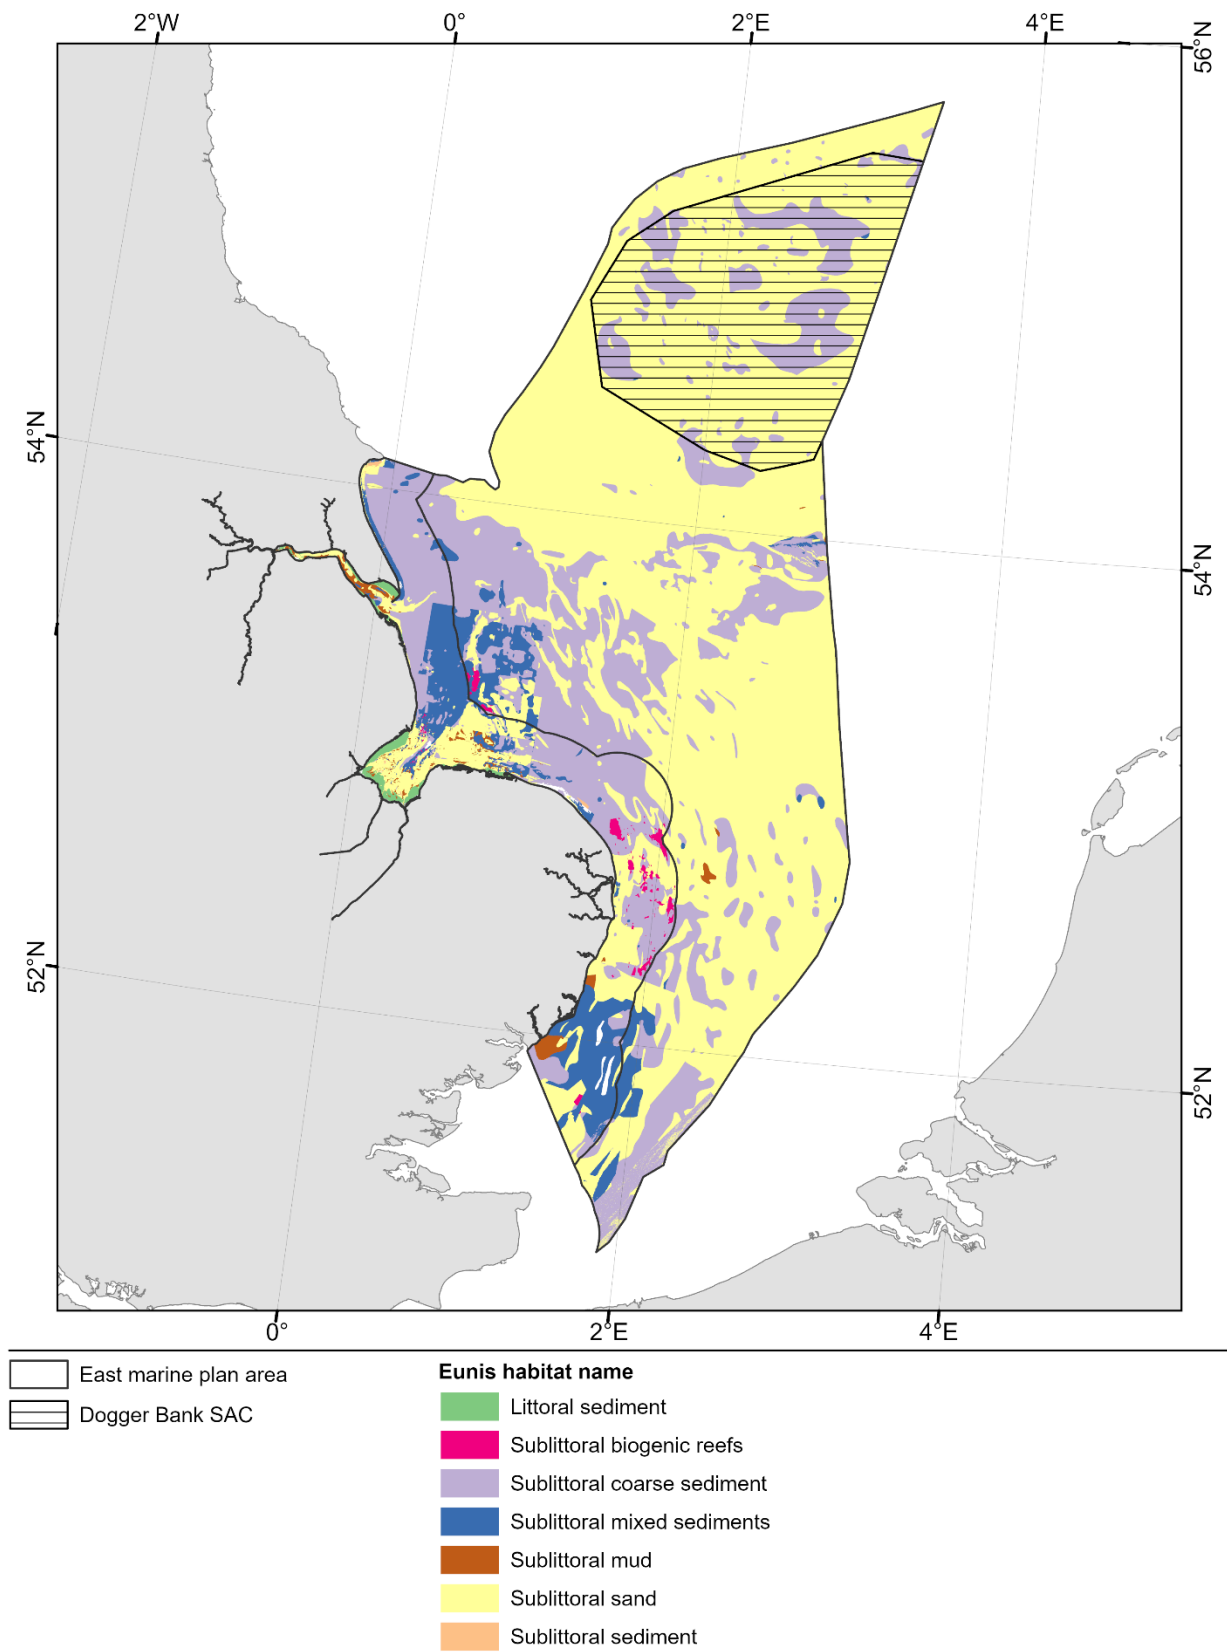 2°W 0° 2°E 4°E
56°N
54°N
54°N
52°N
52°N
0° 2°E 4°E
East marine plan area
Dogger Bank SAC
Eunis habitat name
Littoral sediment
Sublittoral biogenic reefs
Sublittoral coarse sediment
Sublittoral mixed sediments
Sublittoral mud
Sublittoral sand
Sublittoral sediment